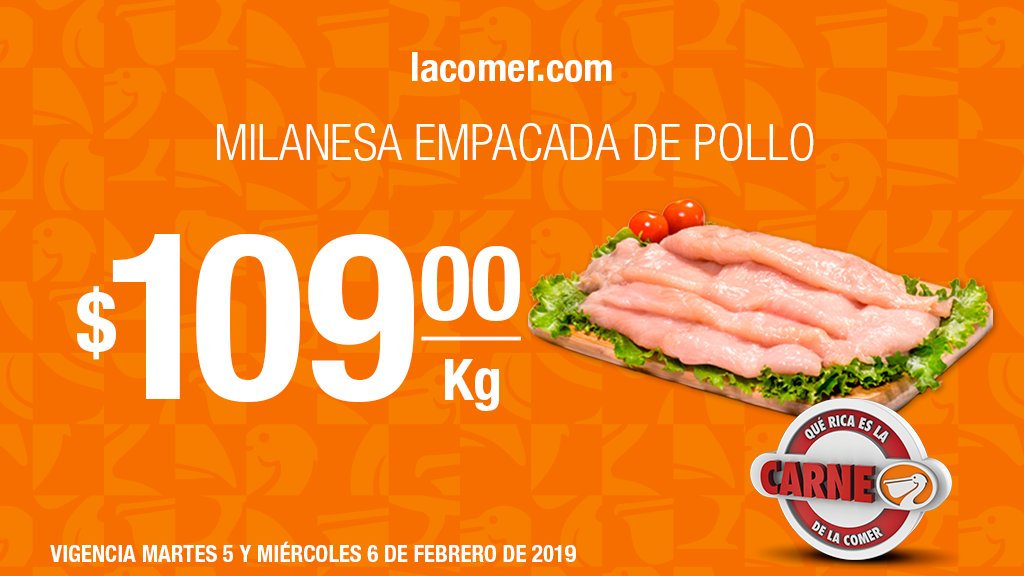 lacomer.com
MILANESA EMPACADA DE POLLO
$109.00
Kg
QUÉ RICA ES LA
CARNE
DE LA COMER
VIGENCIA MARTES 5 Y MIÉRCOLES 6 DE FEBRERO DE 2019